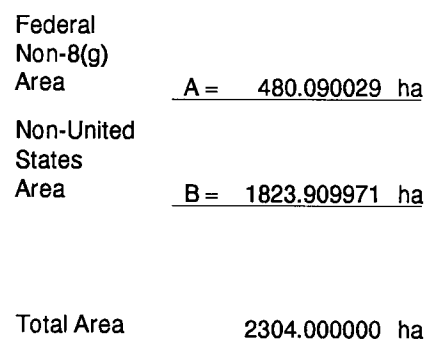 Federal
Non-8(g)
Area A = 480.090029 ha
Non-United
States
Area B = 1823.909971 ha
Total Area 2304.000000 ha